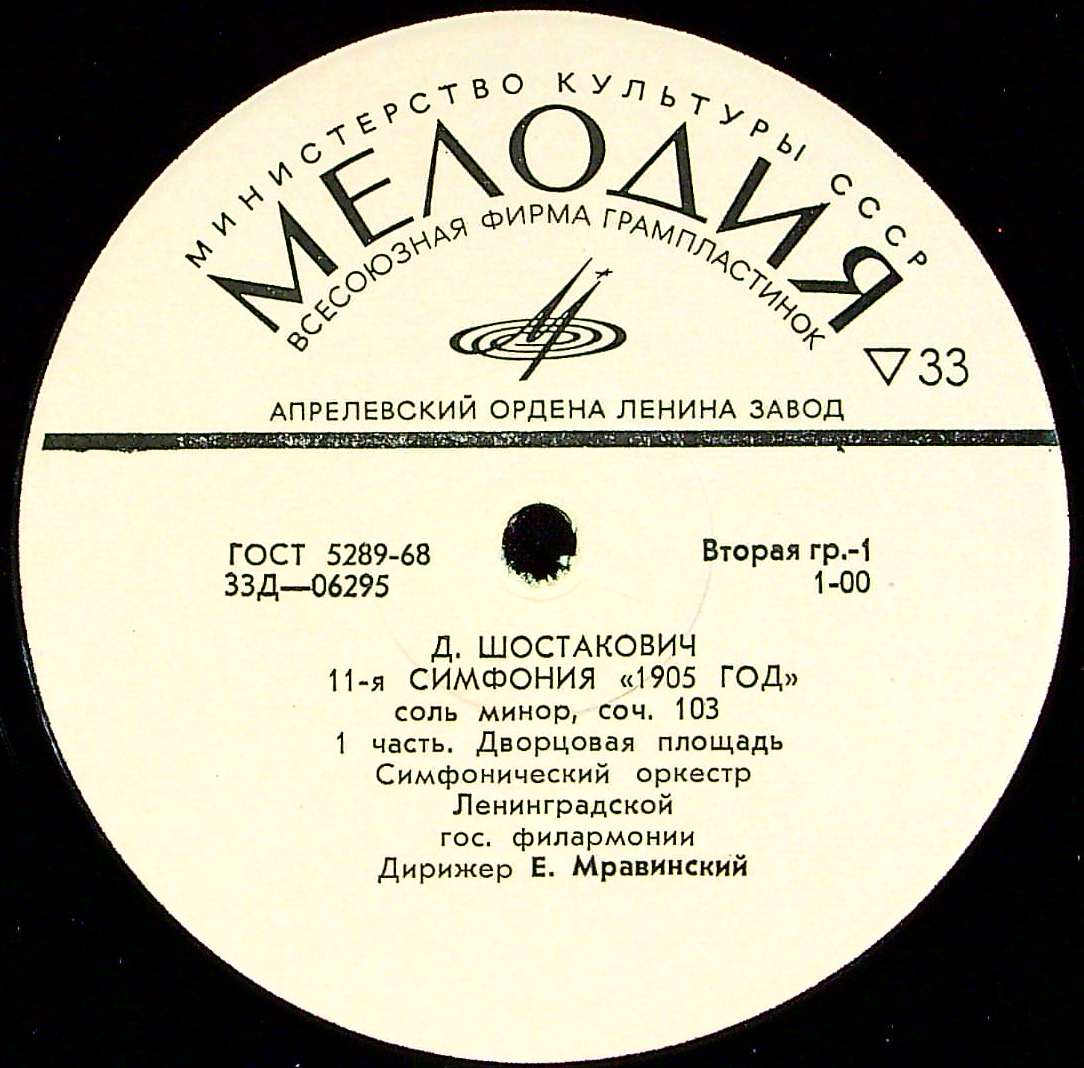 МИНИСТЕРСТВО КУЛЬТУРЫ СССР
МЕЛОДИЯ
ВСЕСОЮЗНАЯ ФИРМА ГРАМПЛАСТИНОК
▽33
АПРЕЛЕВСКИЙ ОРДЕНА ЛЕНИНА ЗАВОД
ГОСТ 5289-68
Вторая гр.-1
33Д—06295
1-00
Д. ШОСТАКОВИЧ
11-я СИМФОНИЯ «1905 ГОД»
соль минор, соч. 103
1 часть. Дворцовая площадь
Симфонический оркестр
Ленинградской
гос. филармонии
Дирижер Е. Мравинский